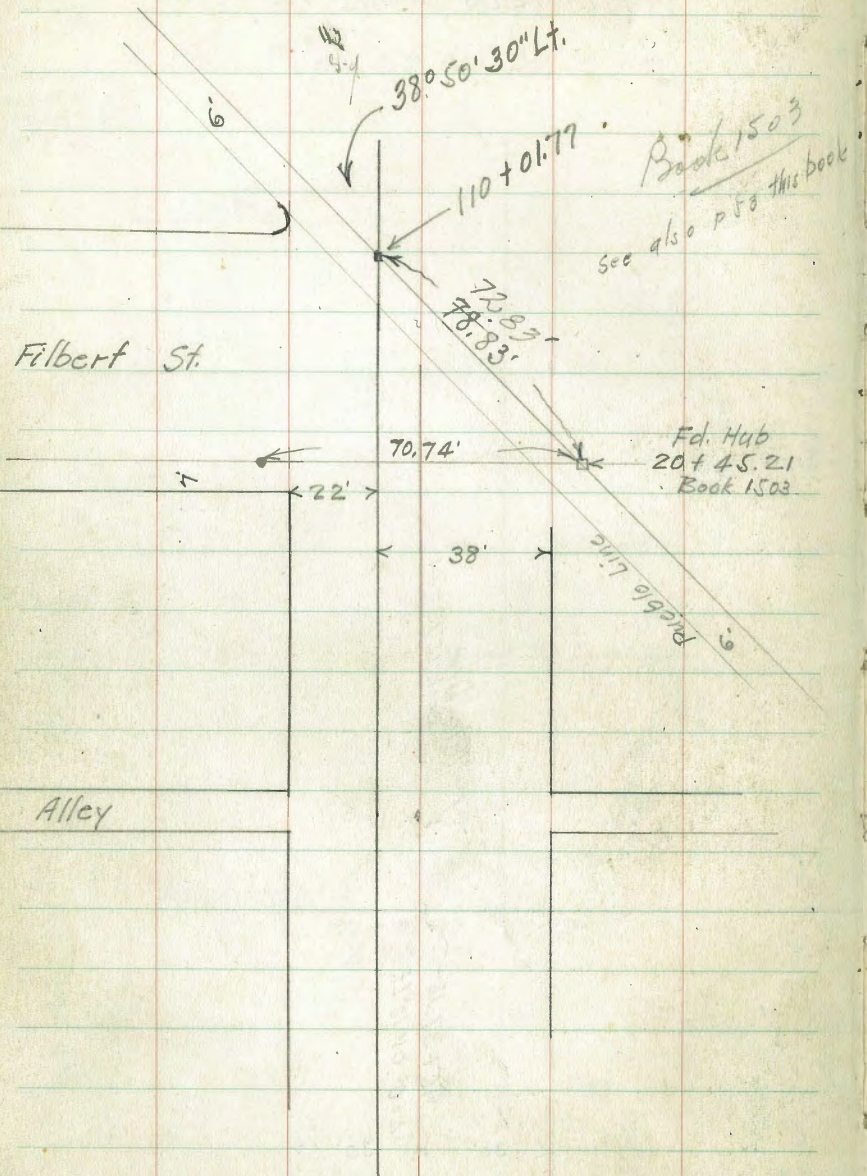 38° 50' 30" Lt.
6'
110 + 01.77
Book 1503
see also p 58 this book
72.83
78.83
Filbert St.
70.74'
Fd. Hub
20 + 45.21
Book 1503
22'
38'
Pueblo Line
6'
Alley